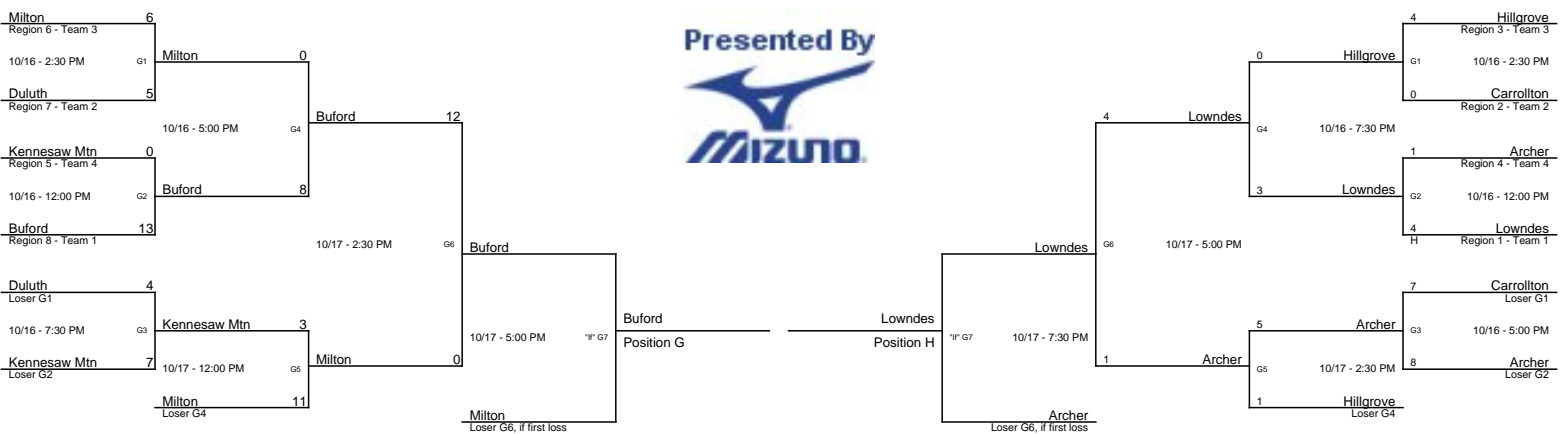 Milton 6
Region 6 - Team 3
10/16 - 2:30 PM G1
Duluth 5
Region 7 - Team 2
Kennesaw Mtn 0
Region 5 - Team 4
10/16 - 12:00 PM G2
Buford 13
Region 8 - Team 1
Duluth 4
Loser G1
10/16 - 7:30 PM G3
Kennesaw Mtn 7
Loser G2
Milton 0
10/16 - 5:00 PM G4
Buford 8
Kennesaw Mtn 3
10/17 - 12:00 PM G5
Milton 11
Loser G4
Buford 12
10/17 - 2:30 PM G6
Milton 0
Buford
10/17 - 5:00 PM "If" G7
Milton
Loser G6, if first loss
Buford
Position G
Presented By
MIZUNO
Lowndes
Position H
Lowndes
"If" G7 10/17 - 7:30 PM
Archer
Loser G6, if first loss
4 Lowndes
G6 10/17 - 5:00 PM
1 Archer
0 Hillgrove
G4 10/16 - 7:30 PM
3 Lowndes
5 Archer
G5 10/17 - 2:30 PM
1 Hillgrove
Loser G4
4 Hillgrove
Region 3 - Team 3
G1 10/16 - 2:30 PM
0 Carrollton
Region 2 - Team 2
1 Archer
Region 4 - Team 4
G2 10/16 - 12:00 PM
4 Lowndes
H Region 1 - Team 1
7 Carrollton
Loser G1
G3 10/16 - 5:00 PM
8 Archer
Loser G2